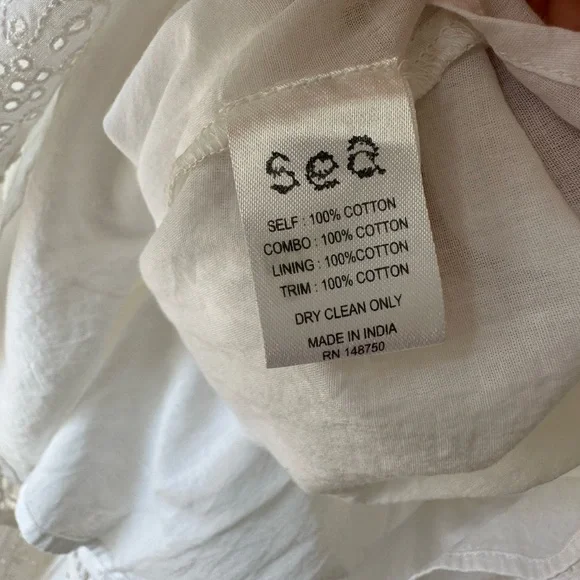 sea
SELF : 100% COTTON
COMBO : 100% COTTON
LINING : 100%COTTON
TRIM : 100% COTTON
DRY CLEAN ONLY
MADE IN INDIA
RN 148750